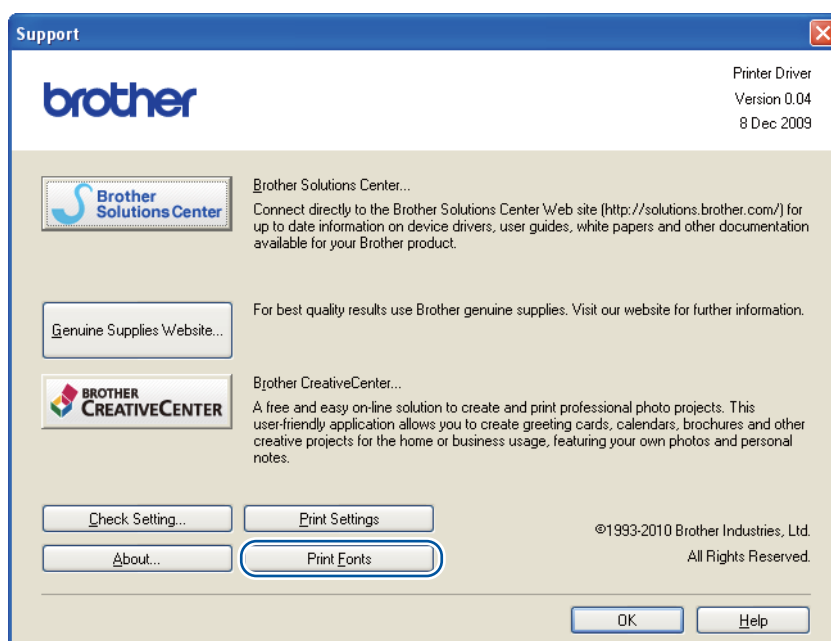 Support
brother
Printer Driver
Version 0.04
8 Dec 2009
Brother
Solutions Center
Brother Solutions Center...
Connect directly to the Brother Solutions Center Web site (http://solutions.brother.com/) for
up to date information on device drivers, user guides, white papers and other documentation
available for your Brother product.
Genuine Supplies Website...
For best quality results use Brother genuine supplies. Visit our website for further information.
BROTHER
CREATIVECENTER
Brother CreativeCenter...
A free and easy on-line solution to create and print professional photo projects. This
user-friendly application allows you to create greeting cards, calendars, brochures and other
creative projects for the home or business usage, featuring your own photos and personal
notes.
Check Setting...
Print Settings
About...
Print Fonts
©1993-2010 Brother Industries, Ltd.
All Rights Reserved.
OK
Help